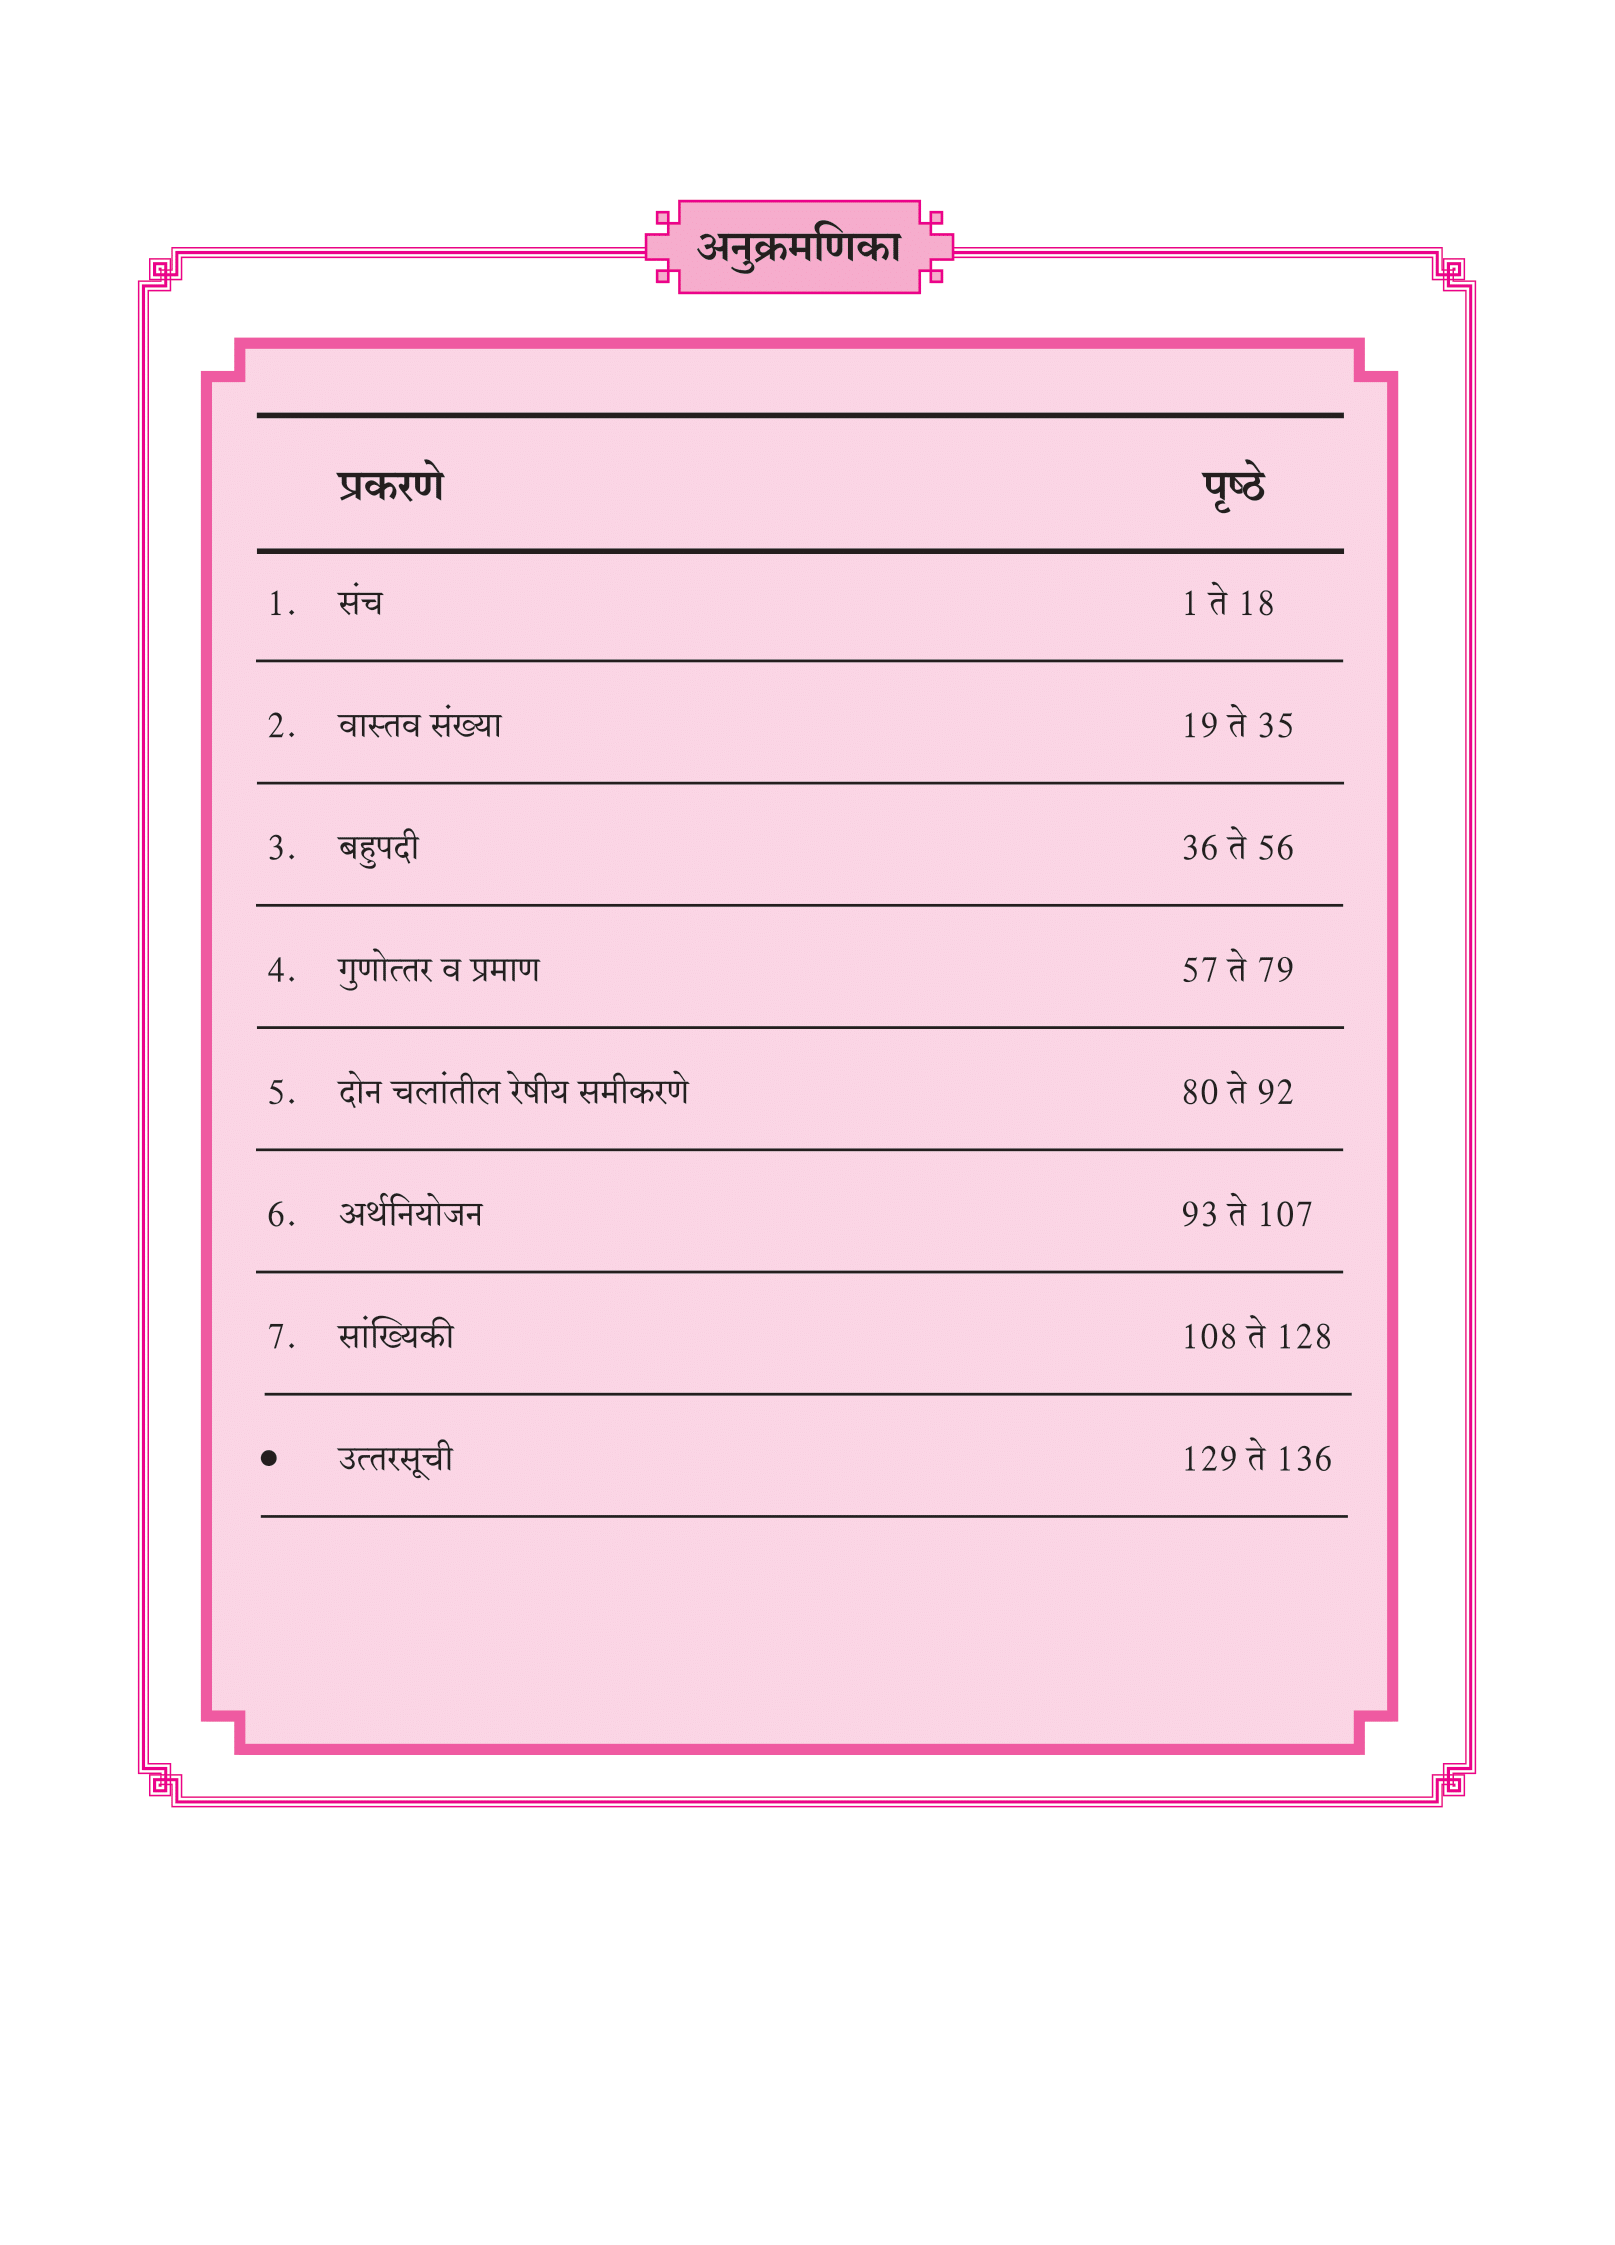 अनुक्रमणिका
प्रकरणे पृष्ठे
1. संच 1 ते 18
2. वास्तव संख्या 19 ते 35
3. बहुपदी 36 ते 56
4. गुणोत्तर व प्रमाण 57 ते 79
5. दोन चलांतील रेषीय समीकरणे 80 ते 92
6. अर्थनियोजन 93 ते 107
7. सांख्यिकी 108 ते 128
● उत्तरसूची 129 ते 136